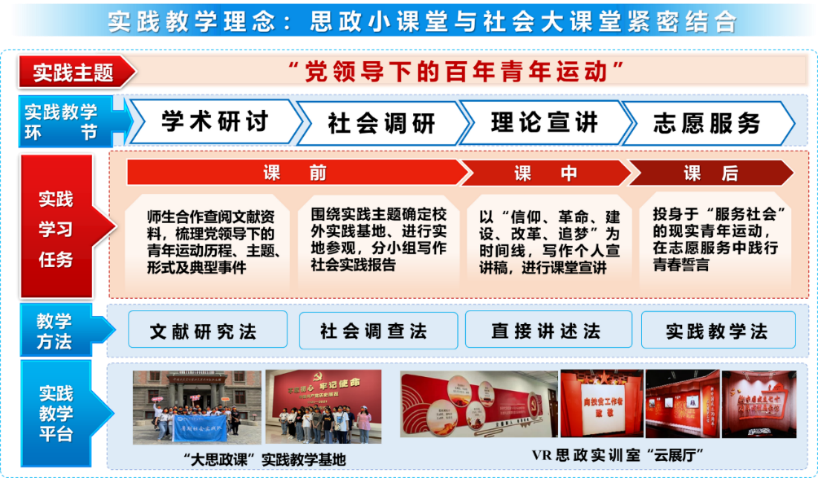 实践教学理念：思政小课堂与社会大课堂紧密结合
实践主题
“党领导下的百年青年运动”
实践教学
环 节
学术研讨
社会调研
理论宣讲
志愿服务
实践
学习
任务
课 前
课 中
课 后
师生合作查阅文献资
料，梳理党领导下的
青年运动历程、主题、
形式及典型事件
围绕实践主题确定校
外实践基地、进行实
地参观，分小组写作
社会实践报告
以“信仰、革命、建
设、改革、追梦”为
时间线，写作个人宣
讲稿，进行课堂宣讲
投身于“服务社会”
的现实青年运动，
在志愿服务中践行
青春誓言
教学
方法
文献研究法
社会调查法
直接讲述法
实践教学法
实践
教学
平台
牢记使命
“大思政课”实践教学基地
VR思政实训室“云展厅”